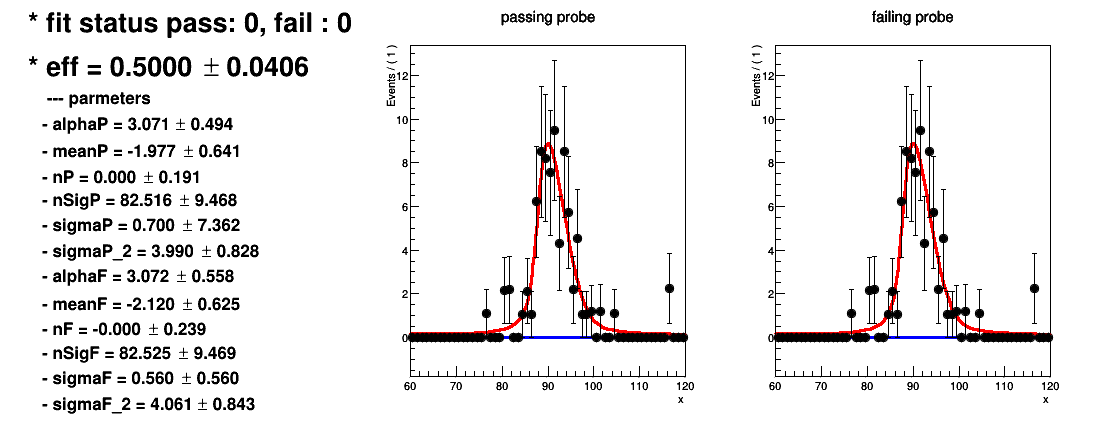 * fit status pass: 0, fail : 0
* eff = 0.5000 ± 0.0406
--- parmeters
- alphaP = 3.071 ± 0.494
- meanP = -1.977 ± 0.641
- nP = 0.000 ± 0.191
- nSigP = 82.516 ± 9.468
- sigmaP = 0.700 ± 7.362
- sigmaP_2 = 3.990 ± 0.828
- alphaF = 3.072 ± 0.558
- meanF = -2.120 ± 0.625
- nF = -0.000 ± 0.239
- nSigF = 82.525 ± 9.469
- sigmaF = 0.560 ± 0.560
- sigmaF_2 = 4.061 ± 0.843
passing probe
Events / ( 1 )
12
10
8
6
4
2
0
60 70 80 90 100 110 120
x
failing probe
Events / ( 1 )
12
10
8
6
4
2
0
60 70 80 90 100 110 120
x